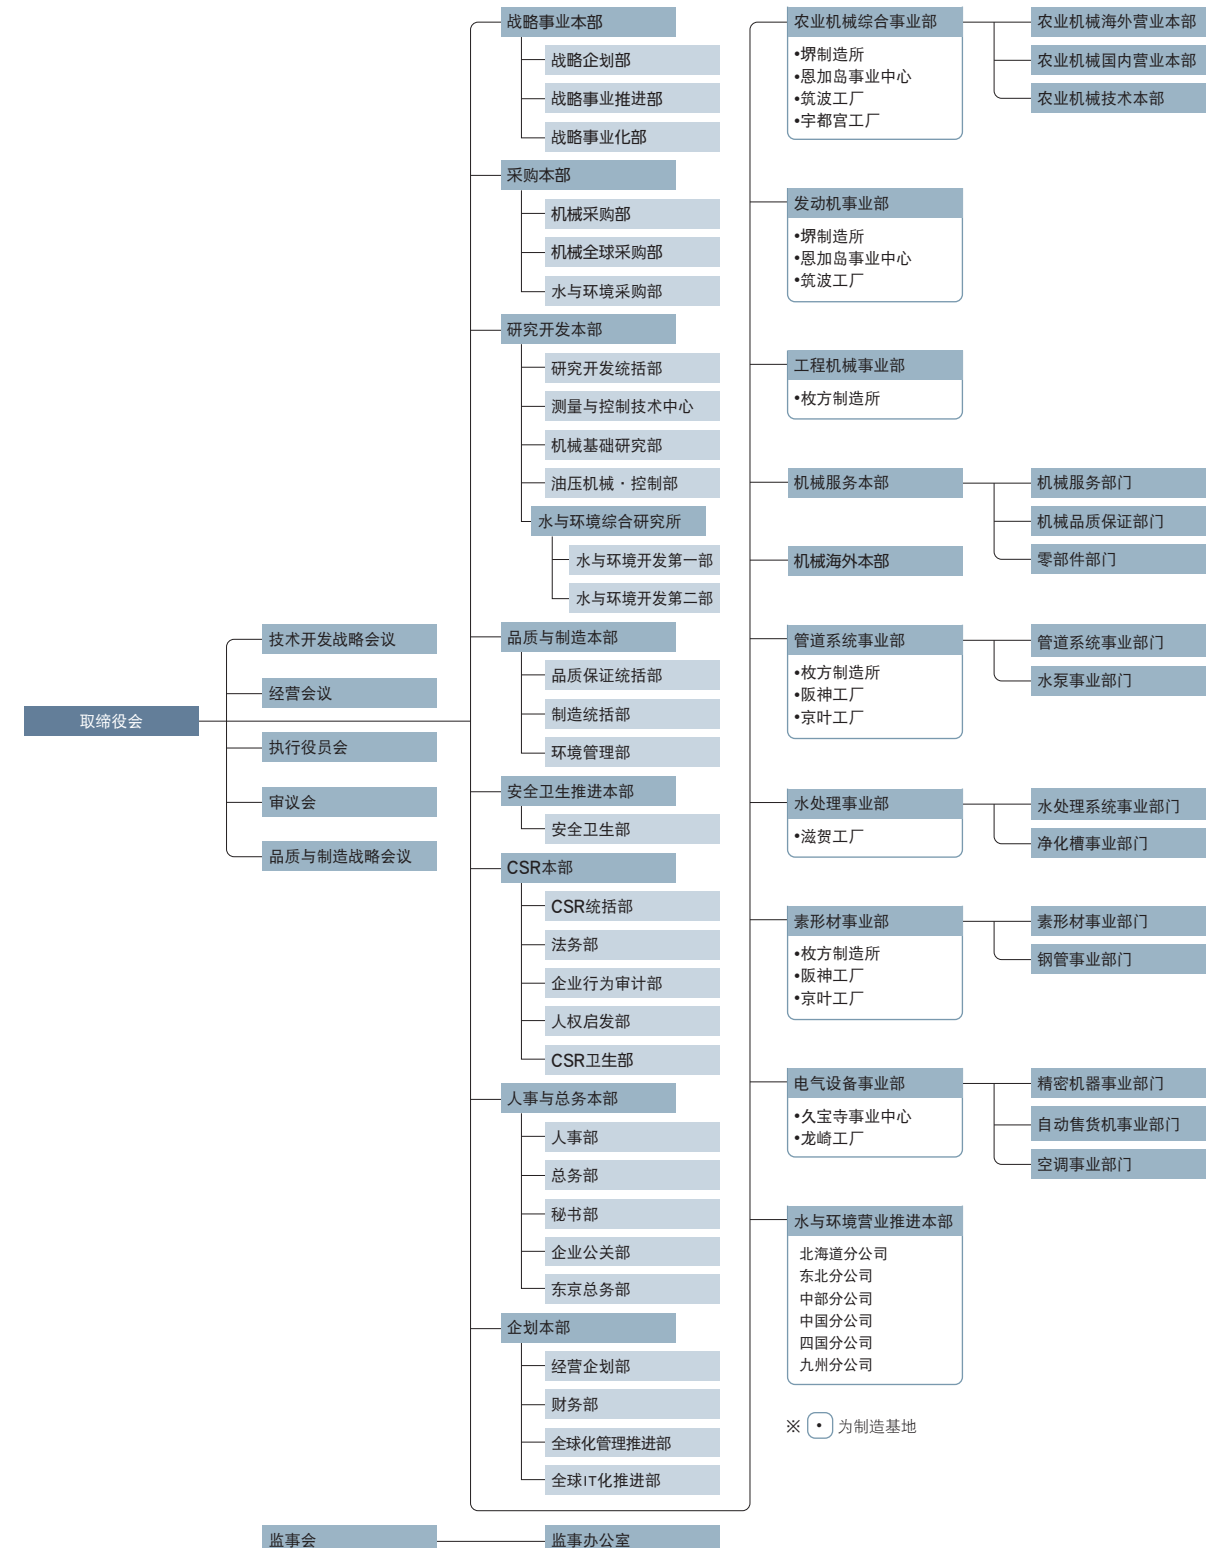 取缔役会
技术开发战略会议
经营会议
执行役员会
审议会
品质与制造战略会议
战略事业本部
战略企划部
战略事业推进部
战略事业化部
采购本部
机械采购部
机械全球采购部
水与环境采购部
研究开发本部
研究开发统括部
测量与控制技术中心
机械基础研究部
油压机械・控制部
水与环境综合研究所
水与环境开发第一部
水与环境开发第二部
品质与制造本部
品质保证统括部
制造统括部
环境管理部
安全卫生推进本部
安全卫生部
CSR本部
CSR统括部
法务部
企业行为审计部
人权启发部
CSR卫生部
人事与总务本部
人事部
总务部
秘书部
企业公关部
东京总务部
企划本部
经营企划部
财务部
全球化管理推进部
全球IT化推进部
农业机械综合事业部
•堺制造所
•恩加岛事业中心
•筑波工厂
•宇都宫工厂
农业机械海外营业本部
农业机械国内营业本部
农业机械技术本部
发动机事业部
•堺制造所
•恩加岛事业中心
•筑波工厂
工程机械事业部
•枚方制造所
机械服务本部
机械服务部门
机械品质保证部门
零部件部门
机械海外本部
管道系统事业部
•枚方制造所
•阪神工厂
•京叶工厂
管道系统事业部门
水泵事业部门
水处理事业部
•滋贺工厂
水处理系统事业部门
净化槽事业部门
素形材事业部
•枚方制造所
•阪神工厂
•京叶工厂
素形材事业部门
钢管事业部门
电气设备事业部
•久宝寺事业中心
•龙崎工厂
精密机器事业部门
自动售货机事业部门
空调事业部门
水与环境营业推进本部
北海道分公司
东北分公司
中部分公司
中国分公司
四国分公司
九州分公司
※ • 为制造基地
监事会
监事办公室